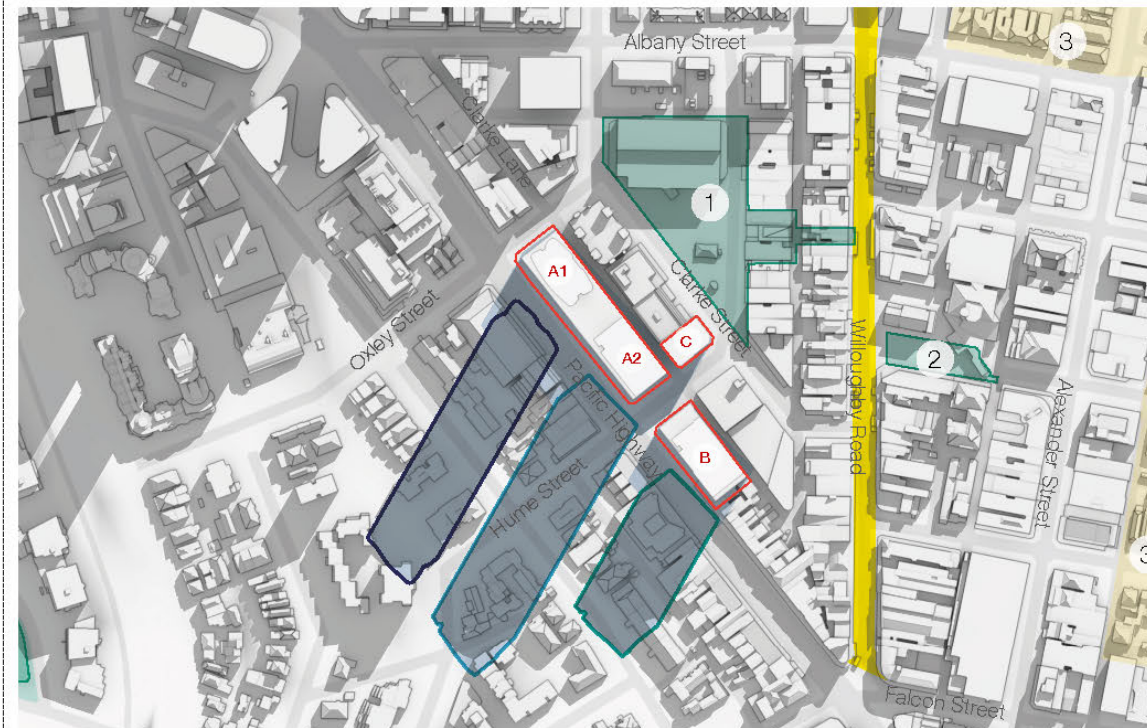 Albany Street
3
Clarke Lane
1
A1
Clarke Street
Oxley Street
C
A2
2
Pacific Highway
Willoughby Road
Alexander Street
B
Hume Street
3
Falcon Street